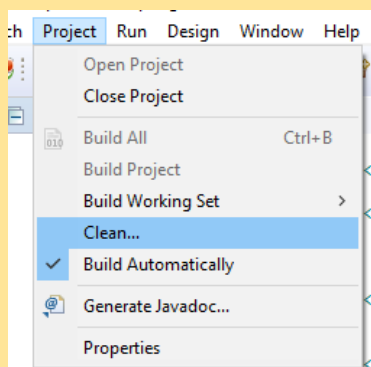 ch Project Run Design Window Help
Open Project
Close Project
Build All Ctrl+B
Build Project
Build Working Set >
Clean...
Build Automatically
Generate Javadoc...
Properties